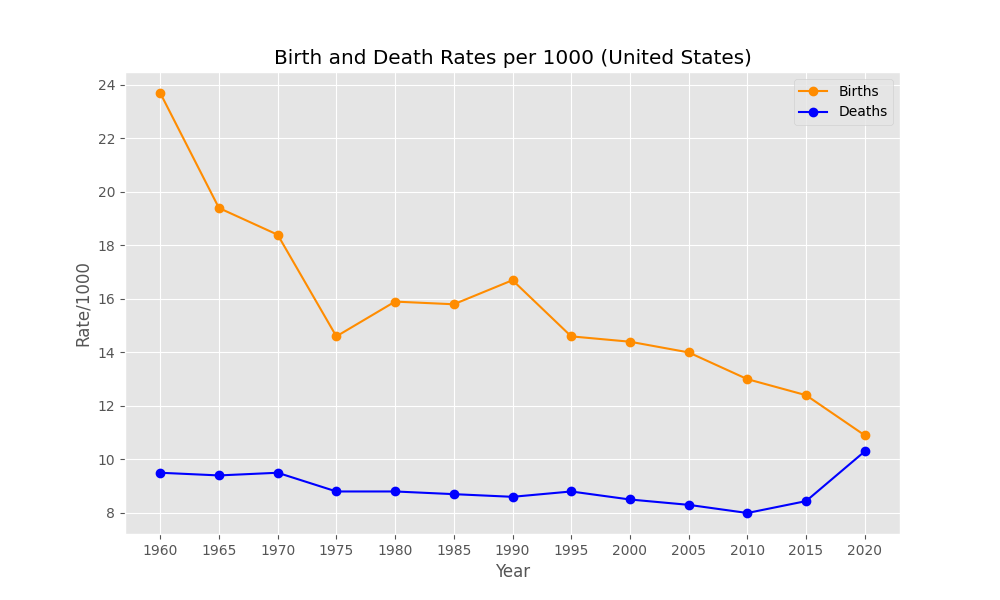 Birth and Death Rates per 1000 (United States)
Births
Deaths
Rate/1000
24
22
20
18
16
14
12
10
8
1960 1965 1970 1975 1980 1985 1990 1995 2000 2005 2010 2015 2020
Year